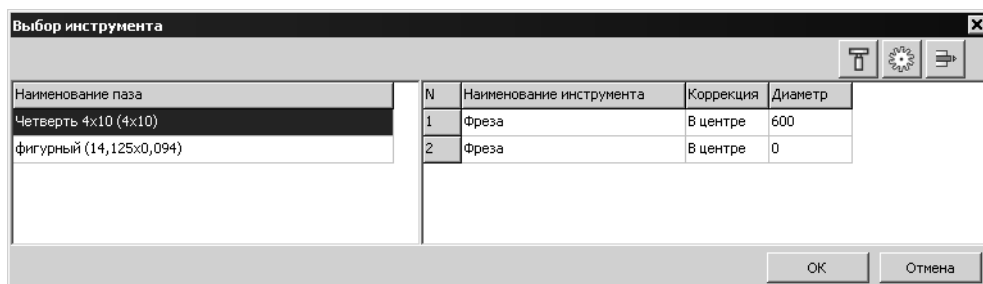 Выбор инструмента
Наименование паза
Четверть 4x10 (4x10)
фигурный (14,125x0,094)
N Наименование инструмента Коррекция Диаметр
1 Фреза В центре 600
2 Фреза В центре 0
OK Отмена